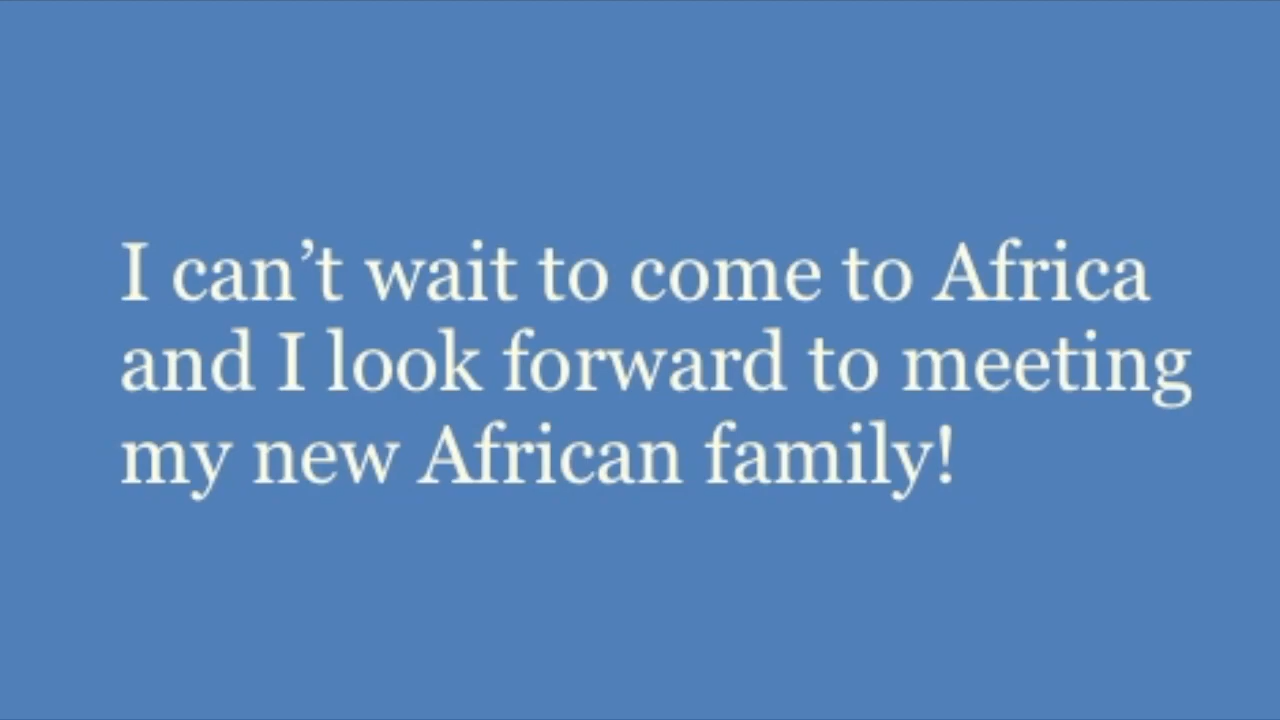 I can’t wait to come to Africa
and I look forward to meeting
my new African family!